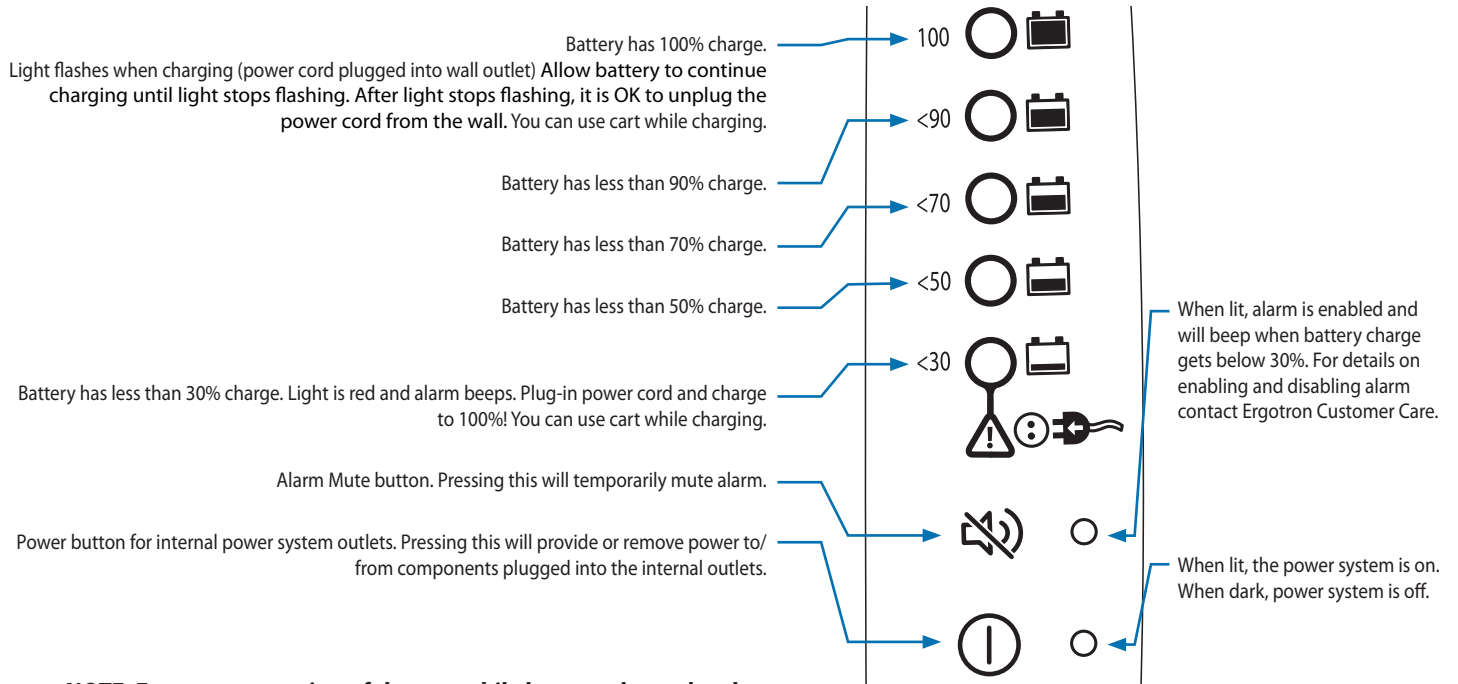 Battery has 100% charge.
Light flashes when charging (power cord plugged into wall outlet) Allow battery to continue
charging until light stops flashing. After light stops flashing, it is OK to unplug the
power cord from the wall. You can use cart while charging.
Battery has less than 90% charge.
Battery has less than 70% charge.
Battery has less than 50% charge.
Battery has less than 30% charge. Light is red and alarm beeps. Plug-in power cord and charge
to 100%! You can use cart while charging.
Alarm Mute button. Pressing this will temporarily mute alarm.
Power button for internal power system outlets. Pressing this will provide or remove power to/
from components plugged into the internal outlets.
100
<90
<70
<50
<30
!
When lit, alarm is enabled and
will beep when battery charge
gets below 30%. For details on
enabling and disabling alarm
contact Ergotron Customer Care.
When lit, the power system is on.
When dark, power system is off.